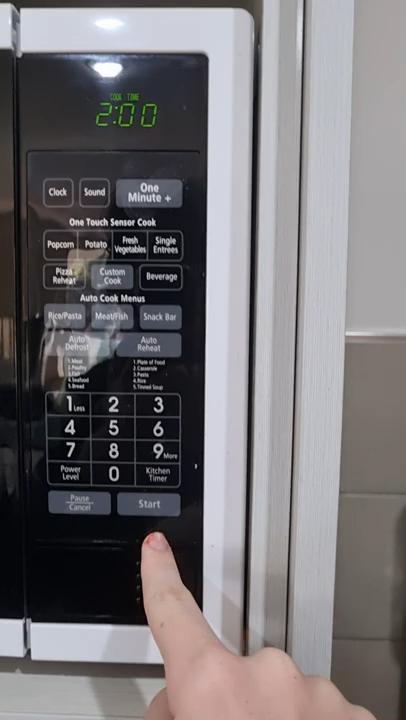 COOK TIME
2:00
Clock Sound One Minute +
One Touch Sensor Cook
Popcorn Potato Fresh Vegetables Single Entrees
Pizza Reheat Custom Cook Beverage
Auto Cook Menus
Rice/Pasta Meat/Fish Snack Bar
Auto Defrost Auto Reheat
1.Meat 1.Plate of Food
2.Poultry 2.Casserole
3.Fish 3.Pasta
4.Seafood 4.Rice
5.Bread 5.Tinned Soup
1 Less 2 3
4 5 6
7 8 9 More
Power Level 0 Kitchen Timer
Pause Cancel Start